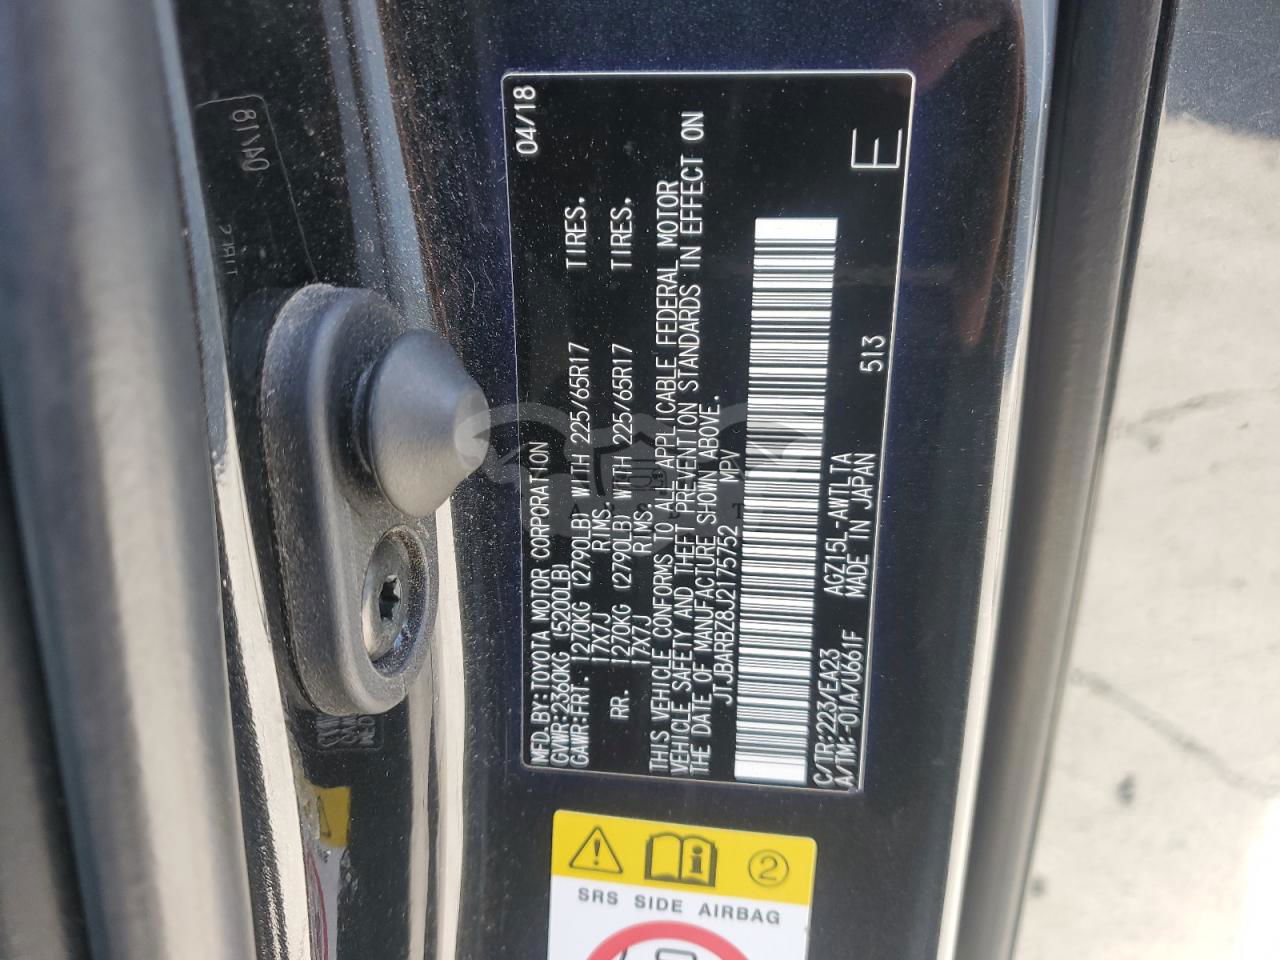 MFD. BY: TOYOTA MOTOR CORPORATION 04/18
GVWR: 2360KG (5200LB)
GAWR: FRT. 1270KG (2790LB) WITH 225/65R17 TIRES.
17X7J RIMS.
RR. 1270KG (2790LB) WITH 225/65R17 TIRES.
17X7J RIMS.
THIS VEHICLE CONFORMS TO ALL APPLICABLE FEDERAL MOTOR
VEHICLE SAFETY AND THEFT PREVENTION STANDARDS IN EFFECT ON
THE DATE OF MANUFACTURE SHOWN ABOVE.
JTJBARBZ8J2175752 MPV
C/TR: 223/EA23 AGZ15L-AWTLTA 513 E
A/TM: -01A/U661F MADE IN JAPAN
2
SRS SIDE AIRBAG
04/18